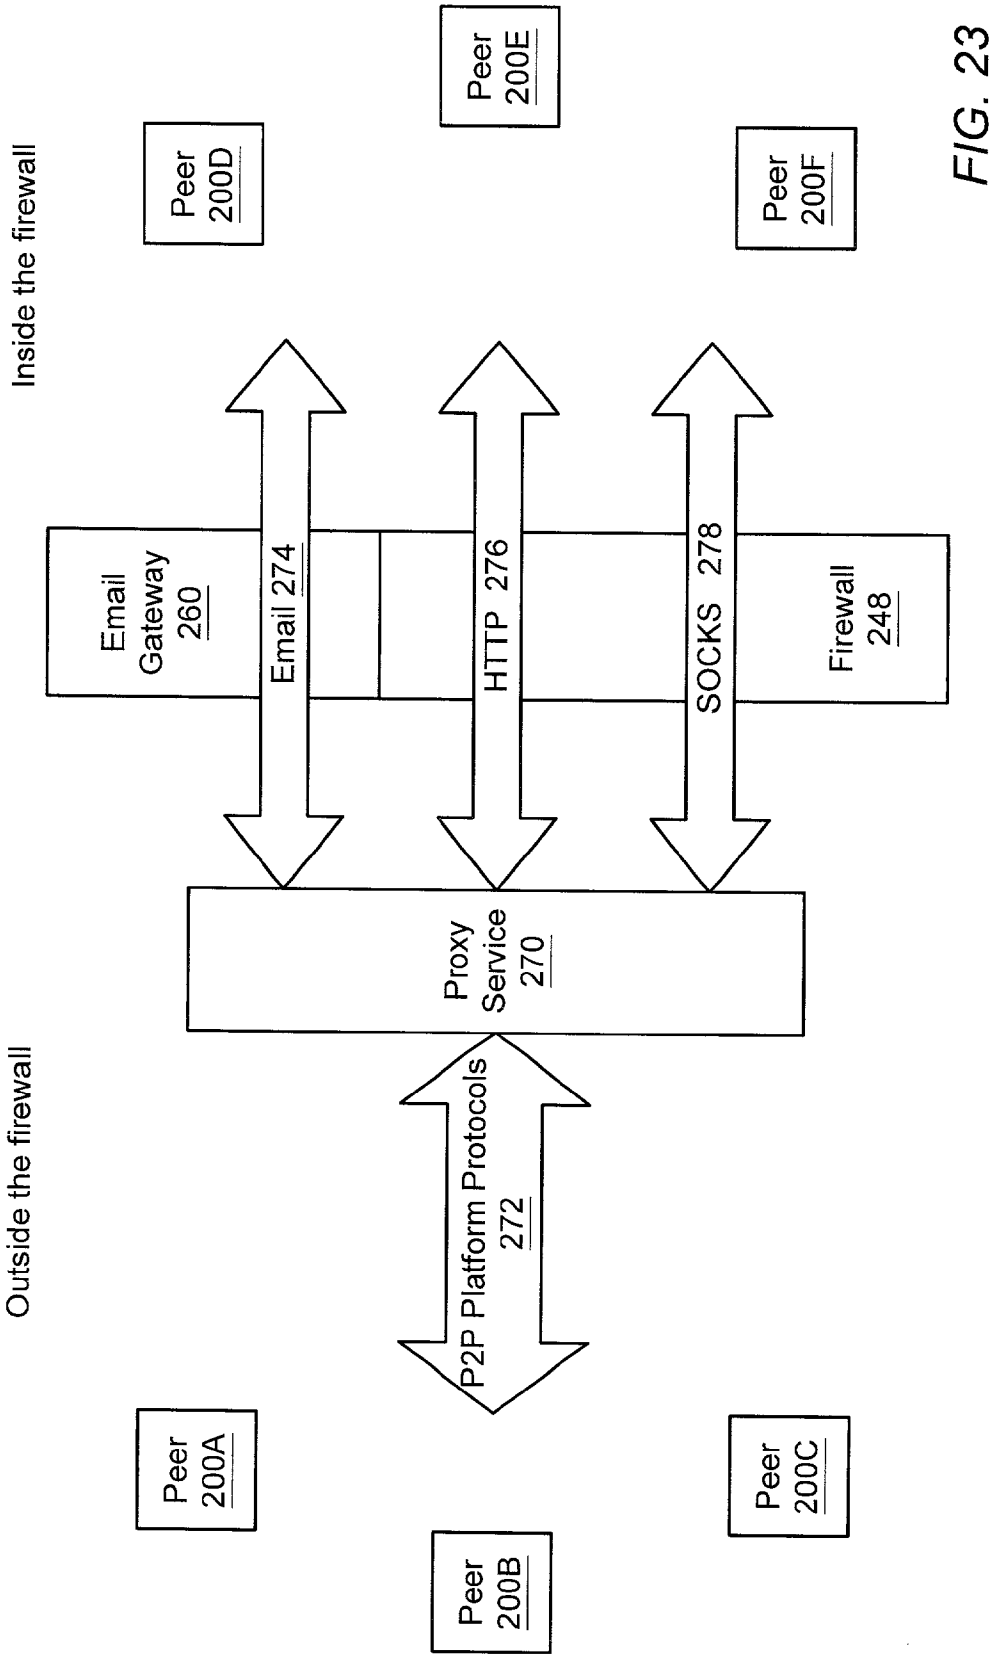 Outside the firewall
Inside the firewall
Peer
200A
Peer
200B
Peer
200C
P2P Platform Protocols
272
Proxy
Service
270
Email
Gateway
260
Email 274
HTTP 276
SOCKS 278
Firewall
248
Peer
200D
Peer
200E
Peer
200F
FIG. 23